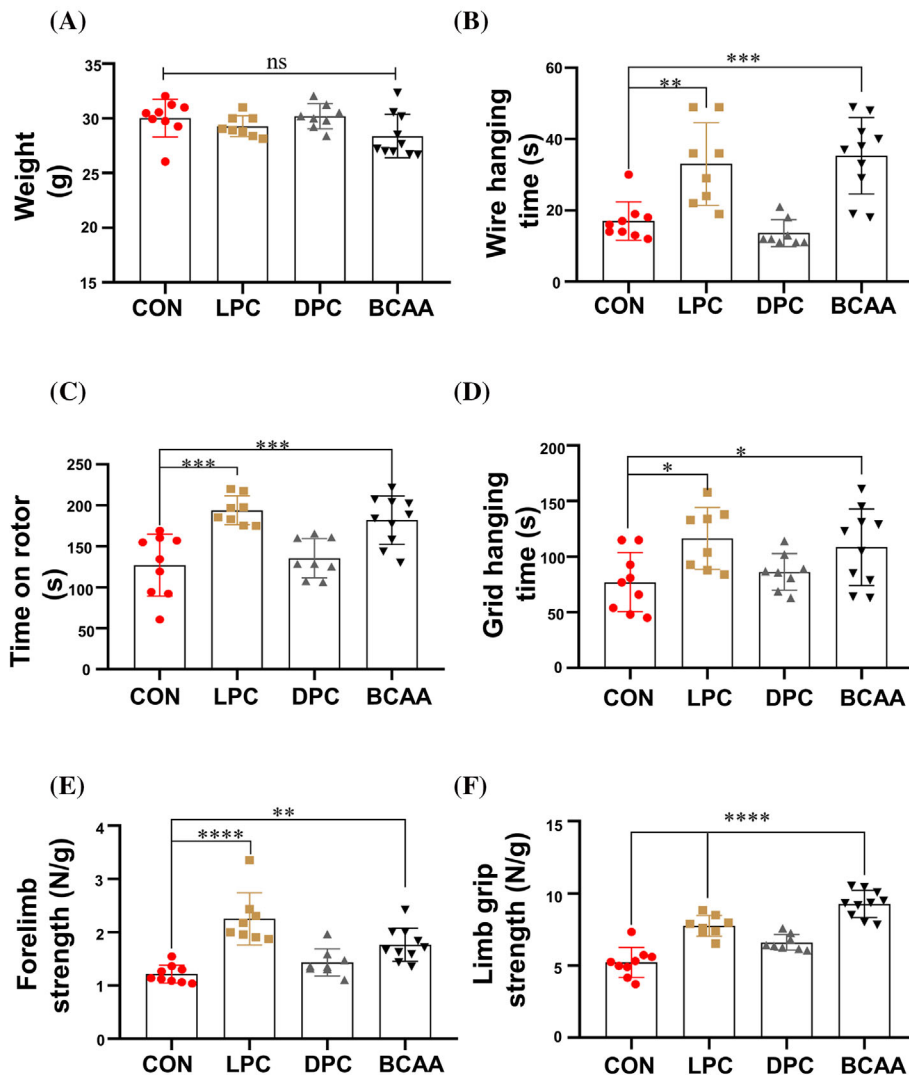 (A)
ns
35
30
25
20
15
Weight
(g)
CON LPC DPC BCAA
(B)
***
**
60
40
20
0
Wire hanging
time (s)
CON LPC DPC BCAA
(C)
***
***
250
200
150
100
50
0
Time on rotor
(s)
CON LPC DPC BCAA
(D)
*
*
200
150
100
50
0
Grid hanging
time (s)
CON LPC DPC BCAA
(E)
**
****
4
3
2
1
0
Forelimb
strength (N/g)
CON LPC DPC BCAA
(F)
****
15
10
5
0
Limb grip
strength (N/g)
CON LPC DPC BCAA